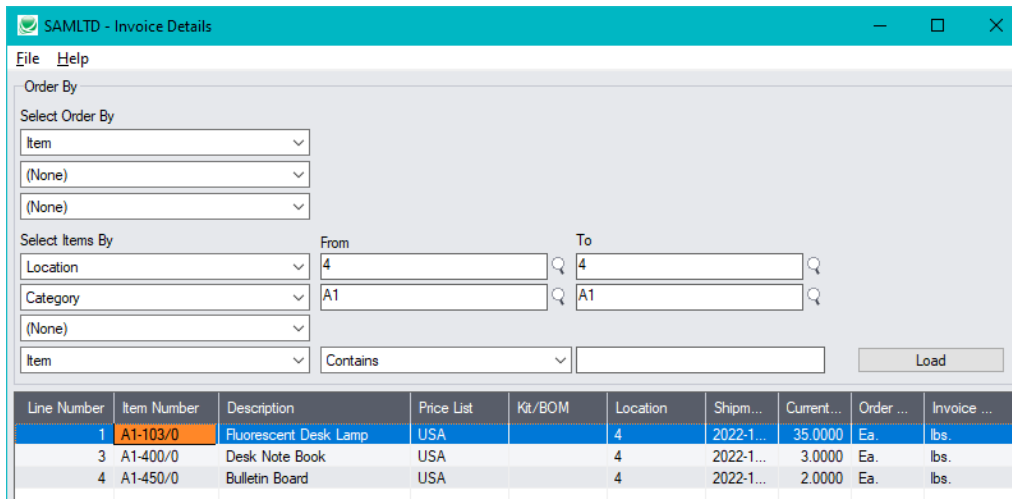 SAMLTD - Invoice Details
File Help
Order By
Select Order By
Item
(None)
(None)
Select Items By From To
Location 4 4
Category A1 A1
(None)
Item Contains Load
Line Number Item Number Description Price List Kit/BOM Location Shipm... Current... Order ... Invoice ...
1 A1-103/0 Fluorescent Desk Lamp USA 4 2022-1... 35.0000 Ea. lbs.
3 A1-400/0 Desk Note Book USA 4 2022-1... 3.0000 Ea. lbs.
4 A1-450/0 Bulletin Board USA 4 2022-1... 2.0000 Ea. lbs.